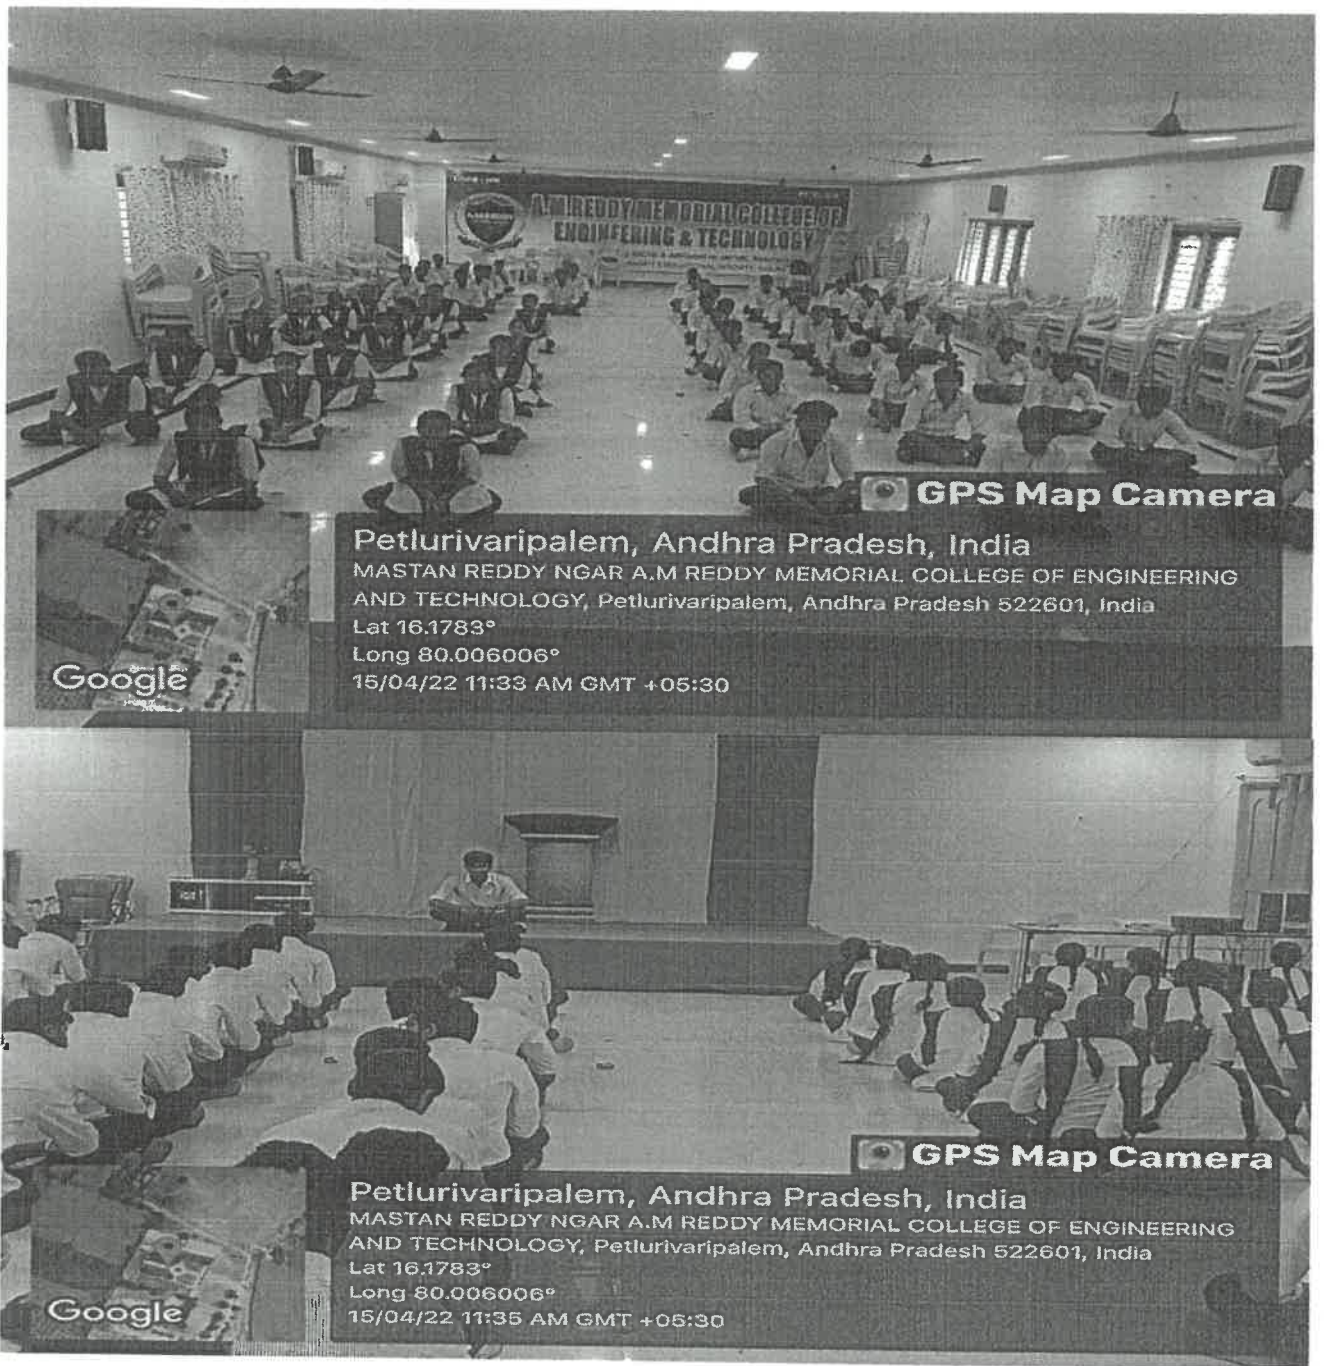 A.M REDDY MEMORIAL COLLEGE OF
ENGINEERING & TECHNOLOGY
GPS Map Camera
Petlurivaripalem, Andhra Pradesh, India
MASTAN REDDY NGAR A.M REDDY MEMORIAL COLLEGE OF ENGINEERING
AND TECHNOLOGY, Petlurivaripalem, Andhra Pradesh 522601, India
Lat 16.1783°
Long 80.006006°
15/04/22 11:33 AM GMT +05:30
Google
GPS Map Camera
Petlurivaripalem, Andhra Pradesh, India
MASTAN REDDY NGAR A.M REDDY MEMORIAL COLLEGE OF ENGINEERING
AND TECHNOLOGY, Petlurivaripalem, Andhra Pradesh 522601, India
Lat 16.1783°
Long 80.006006°
15/04/22 11:35 AM GMT +05:30
Google